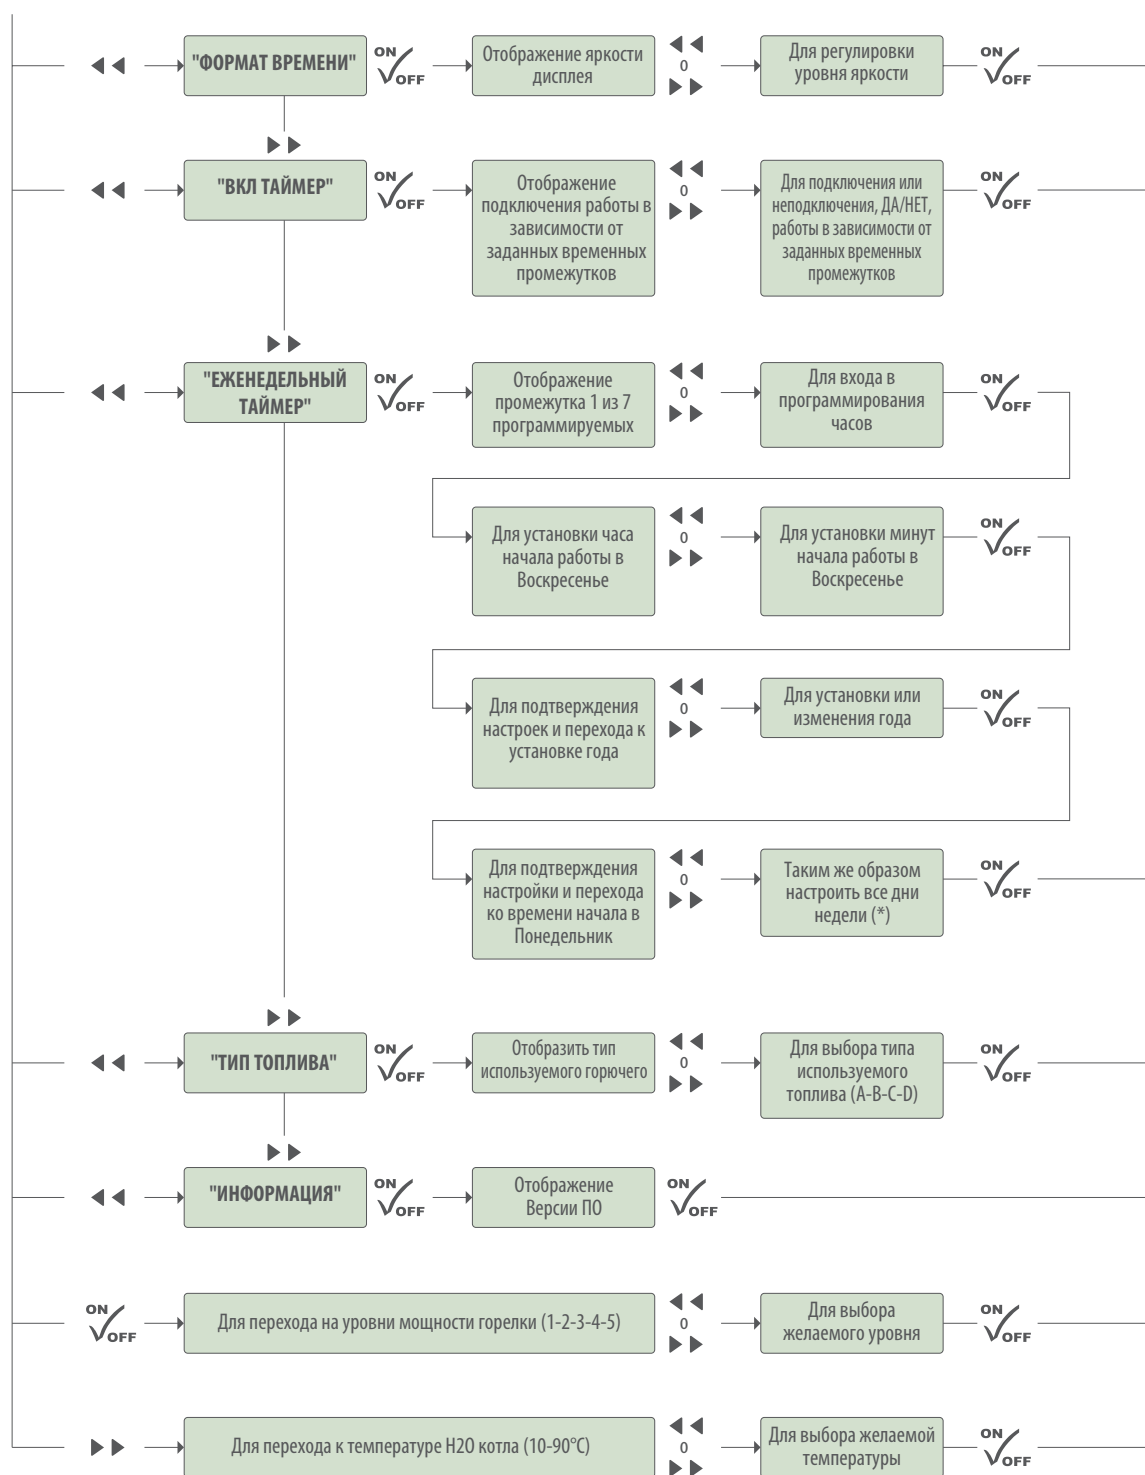 "ФОРМАТ ВРЕМЕНИ"
ON
OFF
Отображение яркости
дисплея
0
Для регулировки
уровня яркости
ON
OFF
"ВКЛ ТАЙМЕР"
ON
OFF
Отображение
подключения работы в
зависимости от
заданных временных
промежутков
0
Для подключения или
неподключения, ДА/НЕТ,
работы в зависимости от
заданных временных
промежутков
ON
OFF
"ЕЖЕНЕДЕЛЬНЫЙ
ТАЙМЕР"
ON
OFF
Отображение
промежутка 1 из 7
программируемых
0
Для входа в
программирования
часов
ON
OFF
Для установки часа
начала работы в
Воскресенье
0
Для установки минут
начала работы в
Воскресенье
ON
OFF
Для подтверждения
настроек и перехода к
установке года
0
Для установки или
изменения года
ON
OFF
Для подтверждения
настройки и перехода
ко времени начала в
Понедельник
0
Таким же образом
настроить все дни
недели (*)
ON
OFF
"ТИП ТОПЛИВА"
ON
OFF
Отобразить тип
используемого горючего
0
Для выбора типа
используемого
топлива (A-B-C-D)
ON
OFF
"ИНФОРМАЦИЯ"
ON
OFF
Отображение
Версии ПО
ON
OFF
ON
OFF
Для перехода на уровни мощности горелки (1-2-3-4-5)
0
Для выбора
желаемого уровня
ON
OFF
Для перехода к температуре H2O котла (10-90°C)
0
Для выбора желаемой
температуры
ON
OFF